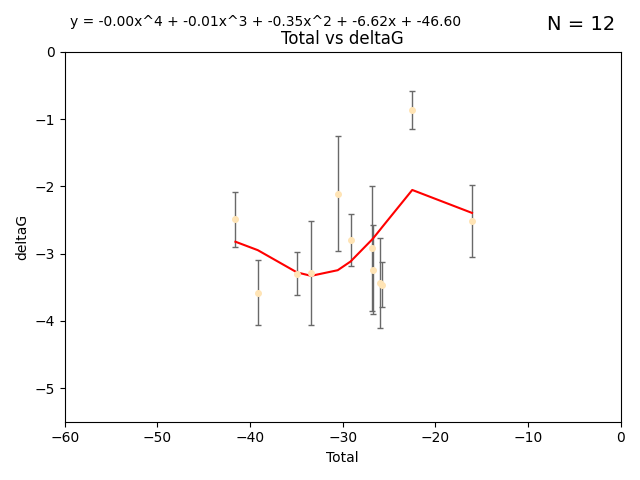 y = -0.00x^4 + -0.01x^3 + -0.35x^2 + -6.62x + -46.60
N = 12
Total vs deltaG
0
−1
−2
−3
−4
−5
deltaG
−60 −50 −40 −30 −20 −10 0
Total